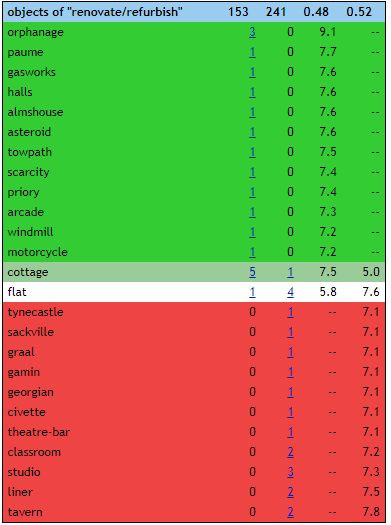 objects of "renovate/refurbish" 153 241 0.48 0.52
orphanage 3 0 9.1 --
paume 1 0 7.7 --
gasworks 1 0 7.6 --
halls 1 0 7.6 --
almshouse 1 0 7.6 --
asteroid 1 0 7.6 --
towpath 1 0 7.5 --
scarcity 1 0 7.4 --
priory 1 0 7.4 --
arcade 1 0 7.3 --
windmill 1 0 7.2 --
motorcycle 1 0 7.2 --
cottage 5 1 7.5 5.0
flat 1 4 5.8 7.6
tynecastle 0 1 -- 7.1
sackville 0 1 -- 7.1
graal 0 1 -- 7.1
gamin 0 1 -- 7.1
georgian 0 1 -- 7.1
civette 0 1 -- 7.1
theatre-bar 0 1 -- 7.1
classroom 0 2 -- 7.2
studio 0 3 -- 7.3
liner 0 2 -- 7.5
tavern 0 2 -- 7.8